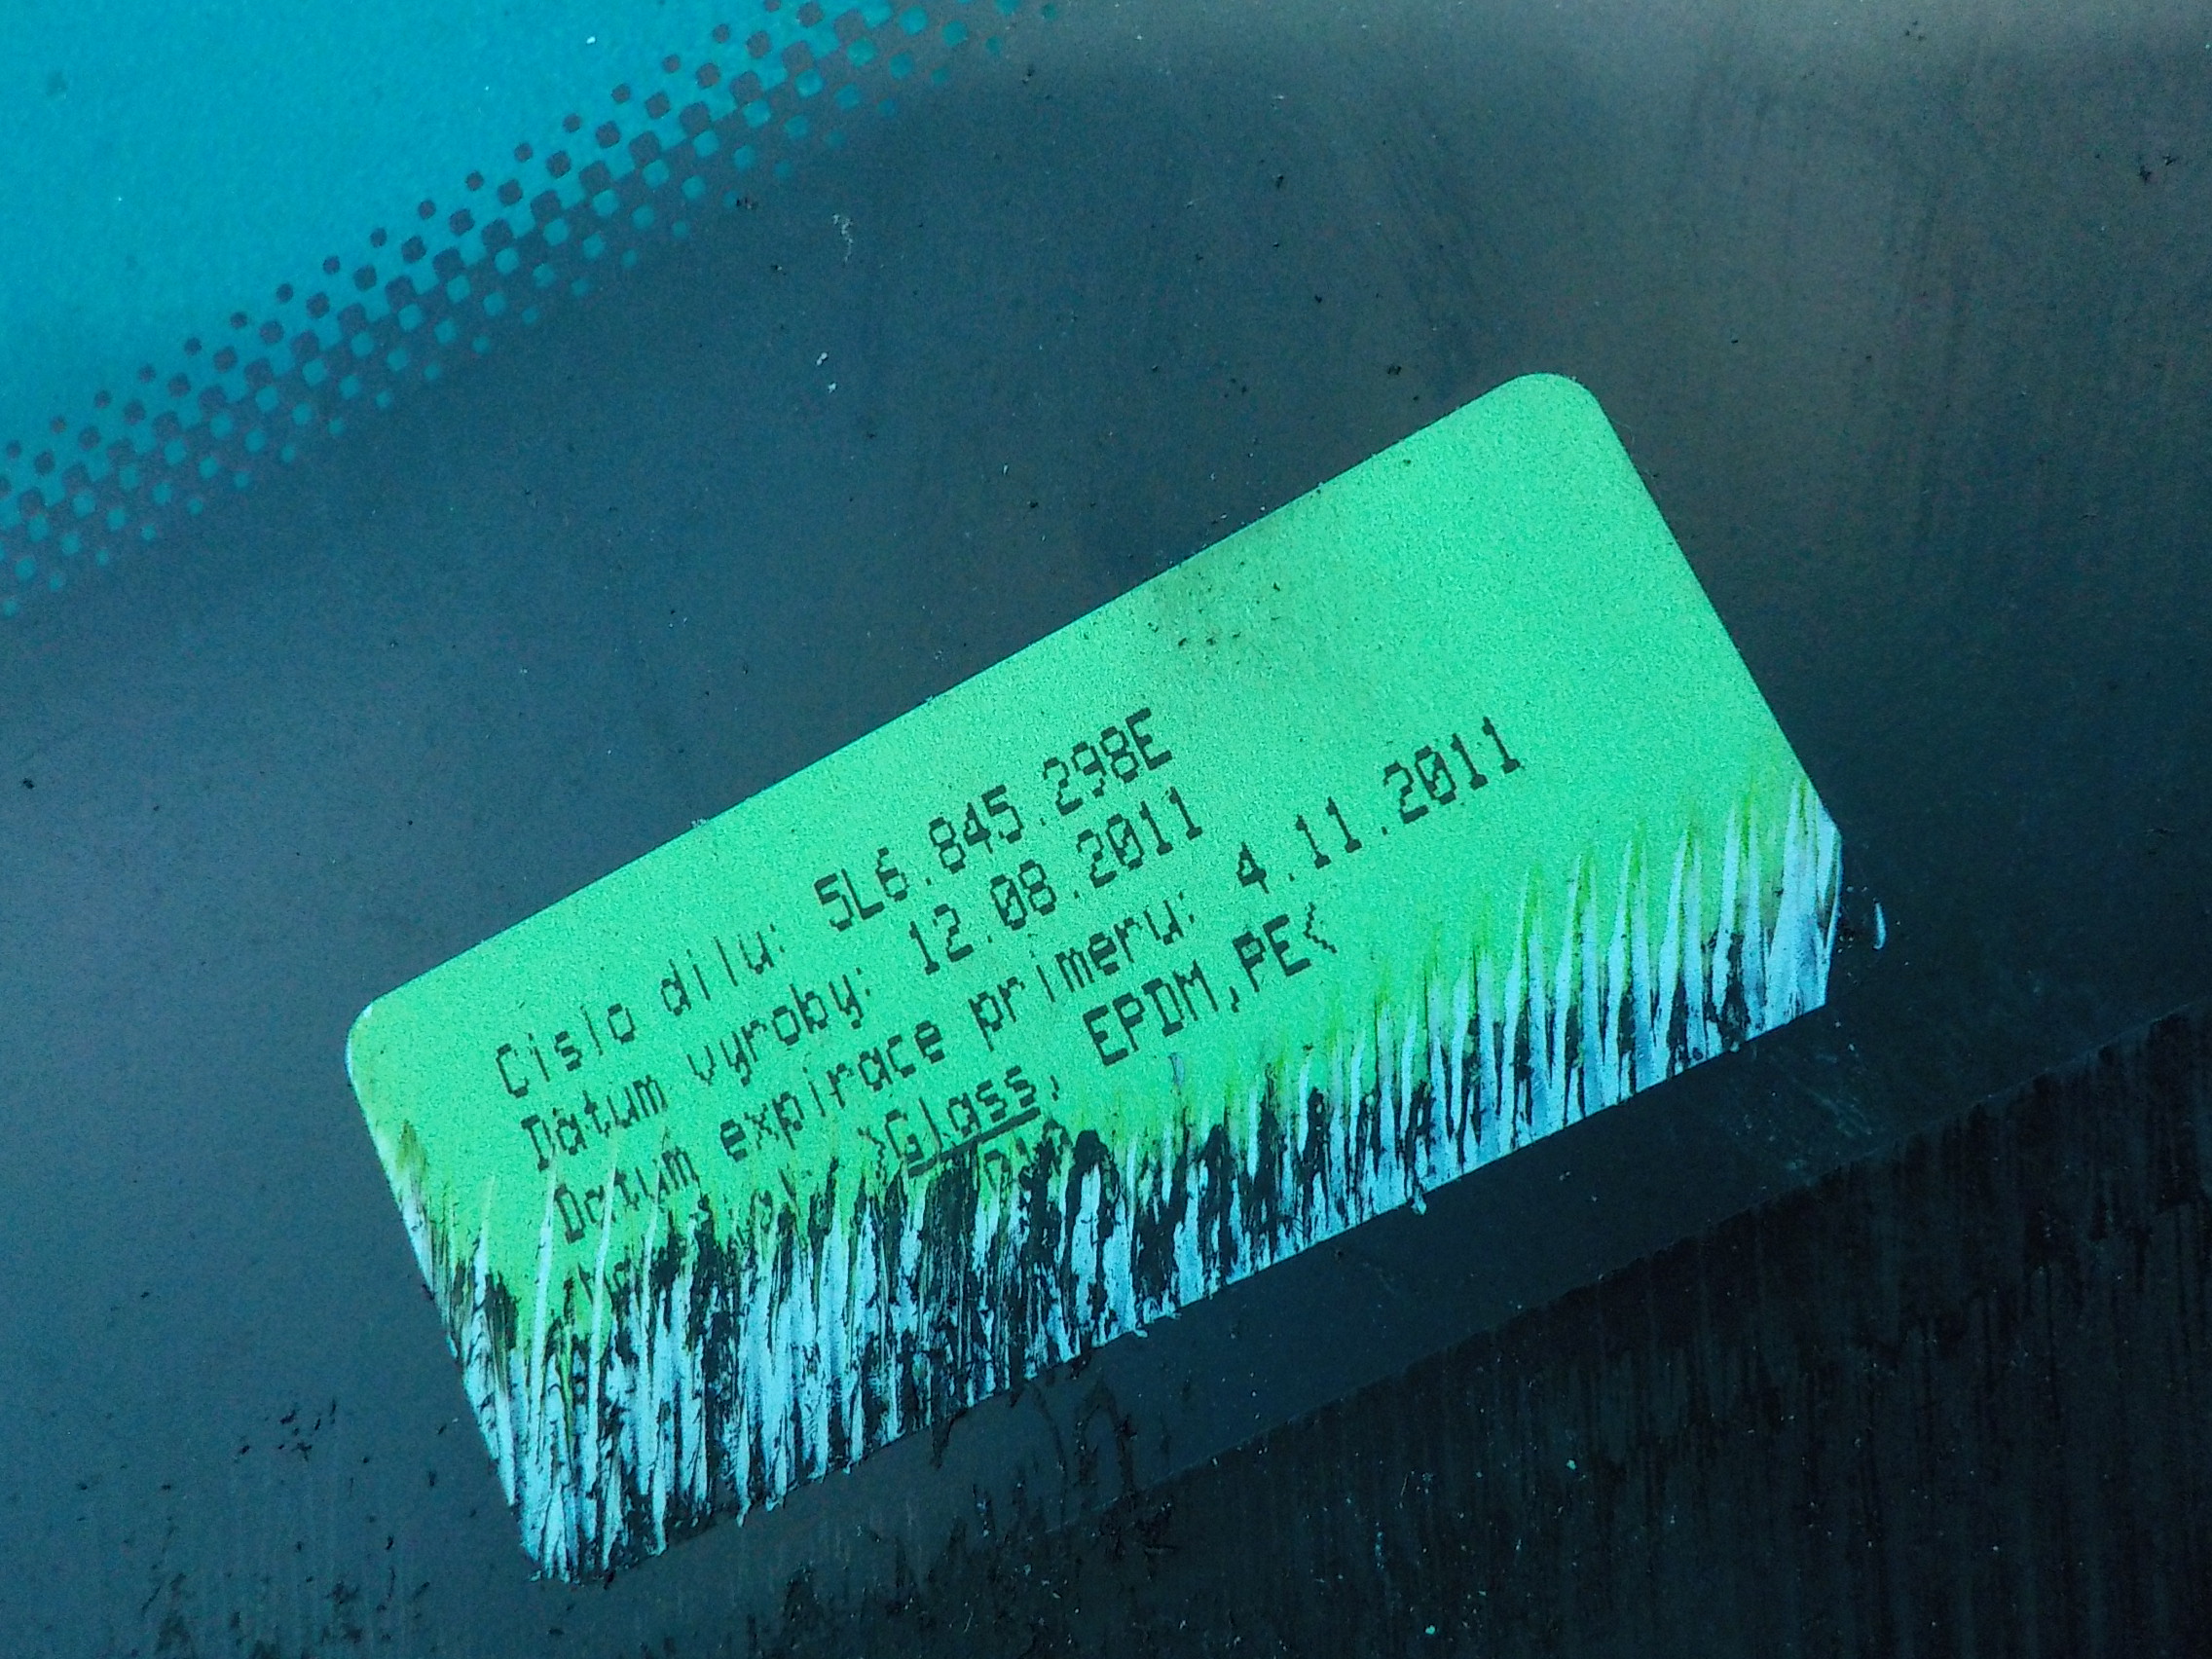 Cislo dilu: 5L6.845.298E
Datum vyroby: 12.08.2011
Datum expirace primeru: 4.11.2011
>Glass, EPDM,PE<